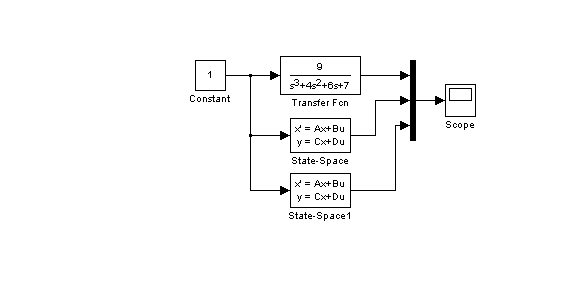 1
Constant
9
s³+4s²+6s+7
Transfer Fcn
x' = Ax+Bu
y = Cx+Du
State-Space
x' = Ax+Bu
y = Cx+Du
State-Space1
Scope